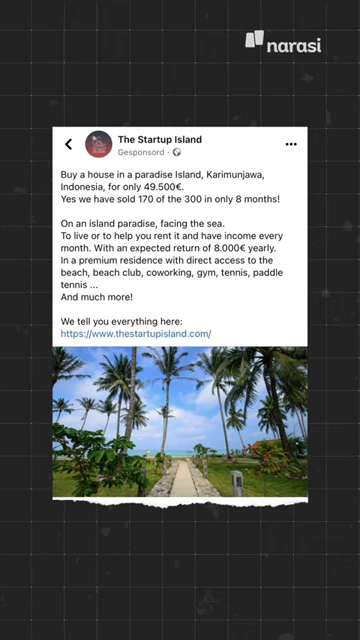 narasi
The Startup Island
Gesponsord ·
Buy a house in a paradise Island, Karimunjawa,
Indonesia, for only 49.500€.
Yes we have sold 170 of the 300 in only 8 months!
On an island paradise, facing the sea.
To live or to help you rent it and have income every
month. With an expected return of 8.000€ yearly.
In a premium residence with direct access to the
beach, beach club, coworking, gym, tennis, paddle
tennis ...
And much more!
We tell you everything here:
https://www.thestartupisland.com/